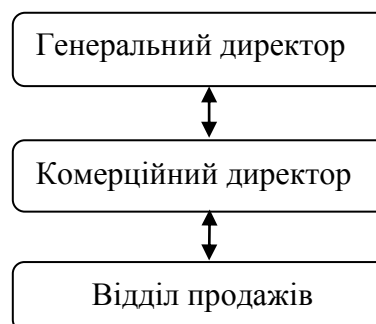 Генеральний директор
Комерційний директор
Відділ продажів